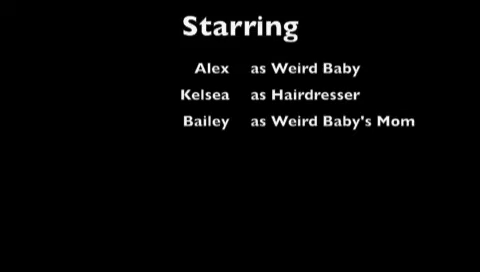 Starring
Alex as Weird Baby
Kelsea as Hairdresser
Bailey as Weird Baby's Mom